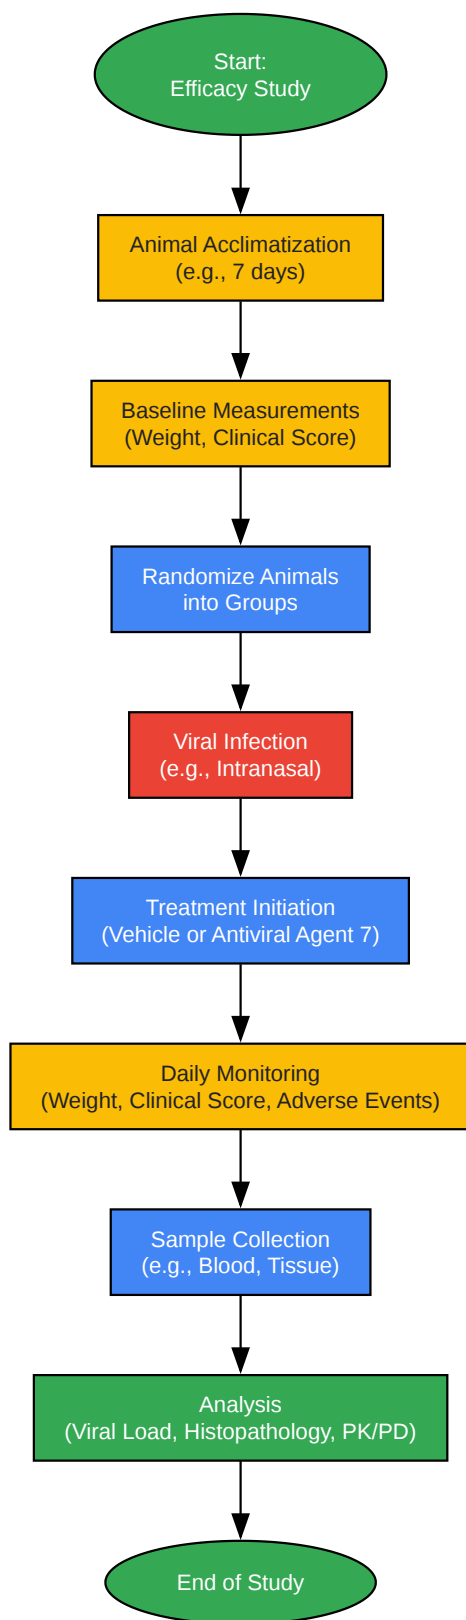 Start:
Efficacy Study
Animal Acclimatization
(e.g., 7 days)
Baseline Measurements
(Weight, Clinical Score)
Randomize Animals
into Groups
Viral Infection
(e.g., Intranasal)
Treatment Initiation
(Vehicle or Antiviral Agent 7)
Daily Monitoring
(Weight, Clinical Score, Adverse Events)
Sample Collection
(e.g., Blood, Tissue)
Analysis
(Viral Load, Histopathology, PK/PD)
End of Study